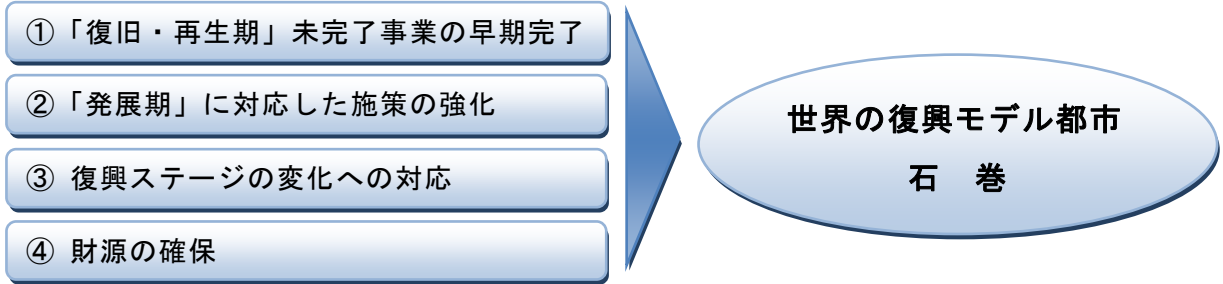 ①「復旧・再生期」未完了事業の早期完了
②「発展期」に対応した施策の強化
③ 復興ステージの変化への対応
④ 財源の確保
世界の復興モデル都市
石　巻